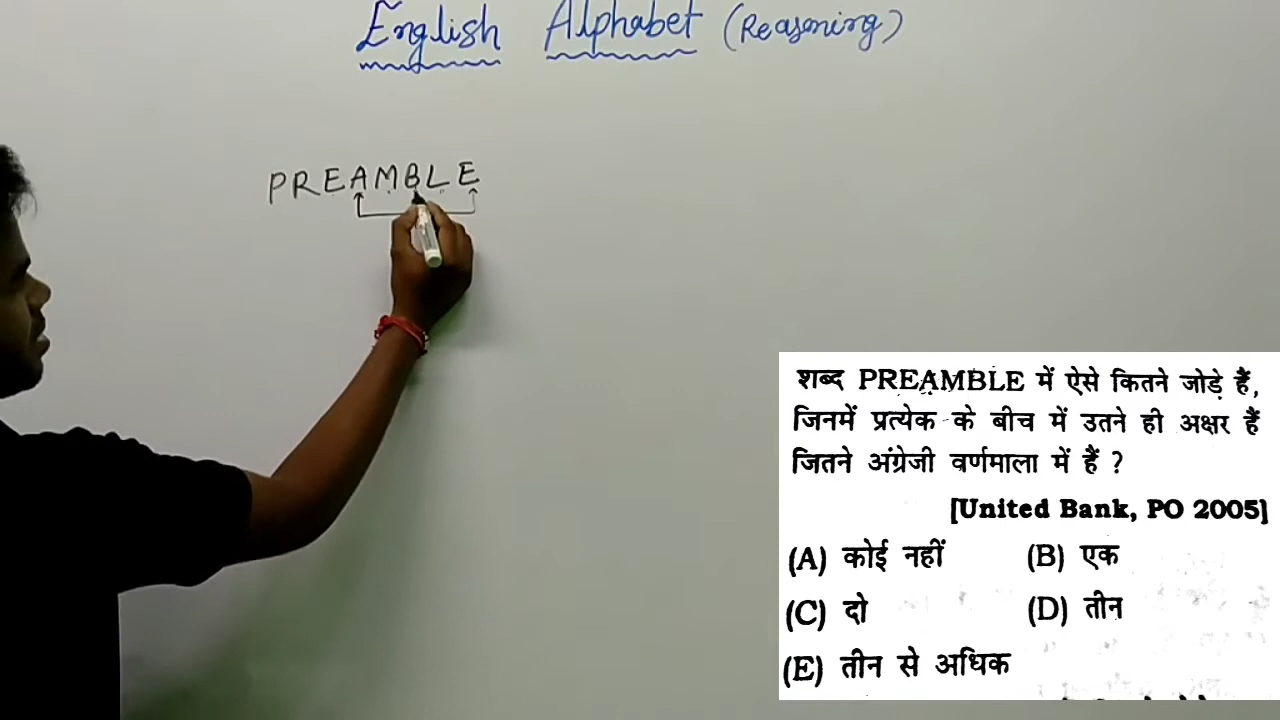 English Alphabet (Reasoning)
PREAMBLE
शब्द PREAMBLE में ऐसे कितने जोड़े हैं,
जिनमें प्रत्येक के बीच में उतने ही अक्षर हैं
जितने अंग्रेजी वर्णमाला में हैं ?
[United Bank, PO 2005]
(A) कोई नहीं (B) एक
(C) दो (D) तीन
(E) तीन से अधिक